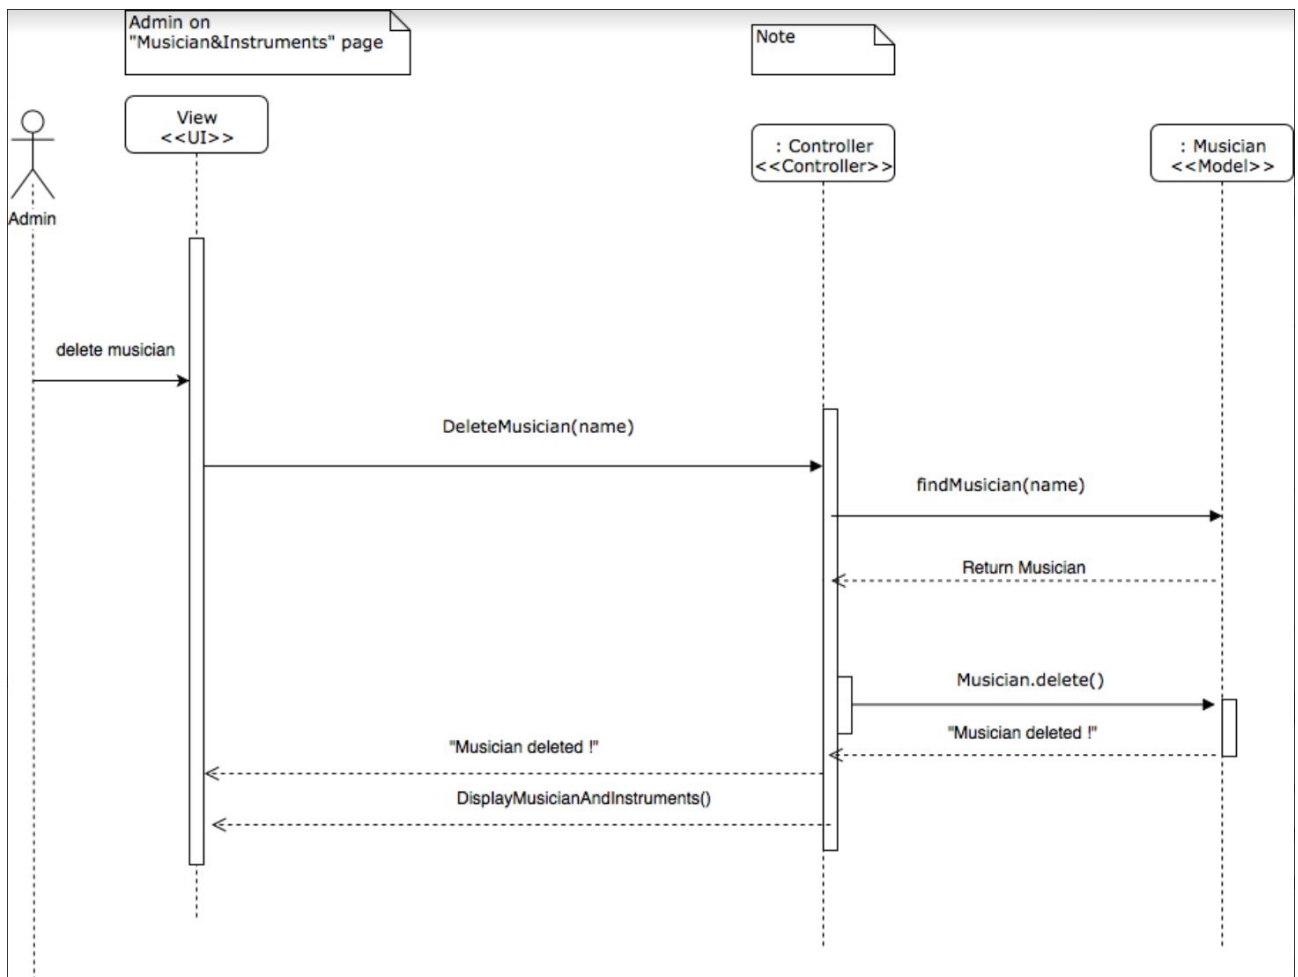 Admin on
"Musician&Instruments" page
Note
View
<<UI>>
: Controller
<<Controller>>
: Musician
<<Model>>
Admin
delete musician
DeleteMusician(name)
findMusician(name)
Return Musician
Musician.delete()
"Musician deleted !"
"Musician deleted !"
DisplayMusicianAndInstruments()